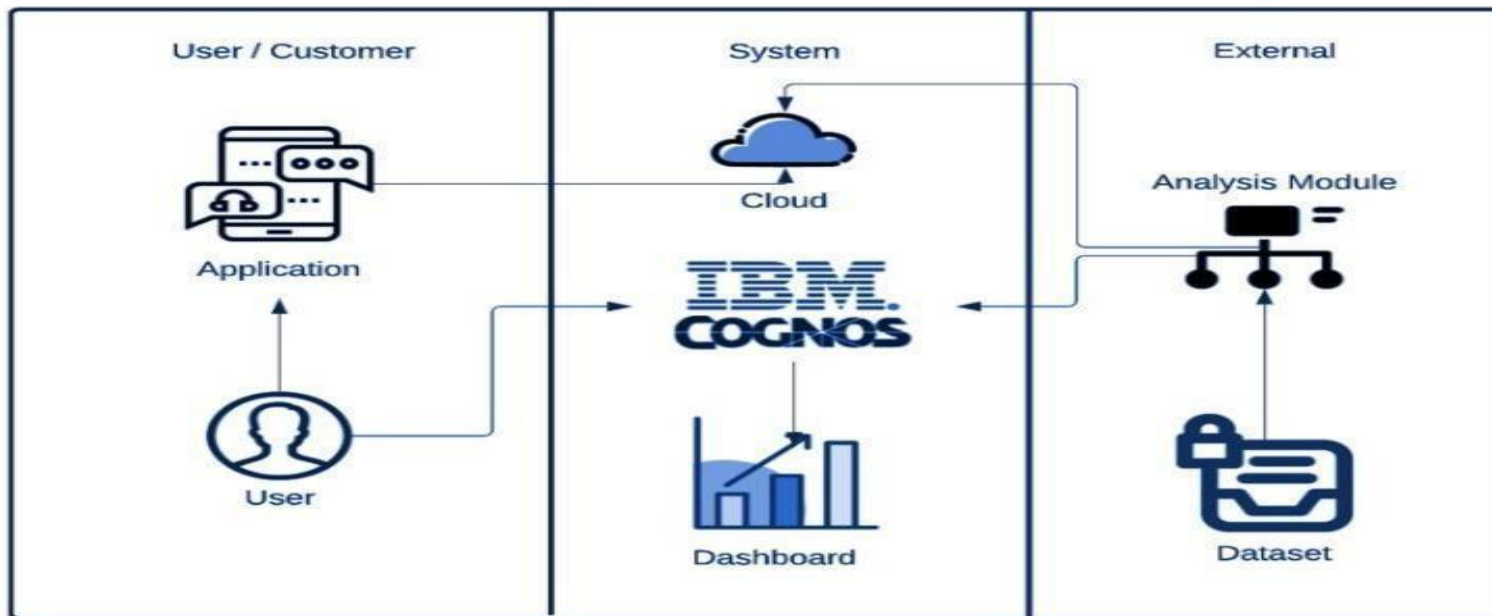 User / Customer
Application
User
System
Cloud
IBM.
COGNOS
Dashboard
External
Analysis Module
Dataset